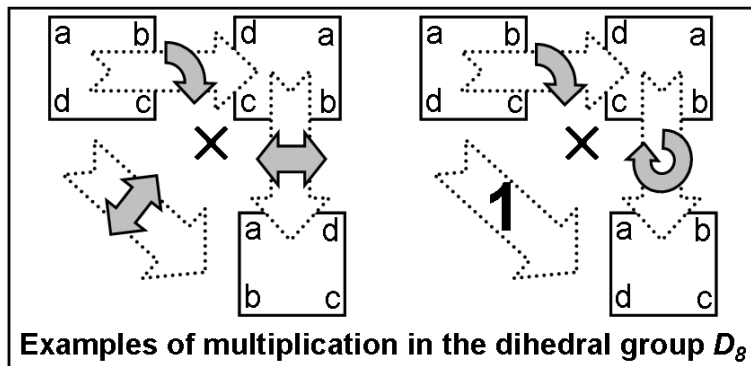 a b d a a b d a
d c c b d c c b
×  ×
1
a d a b
b c d c
Examples of multiplication in the dihedral group D8